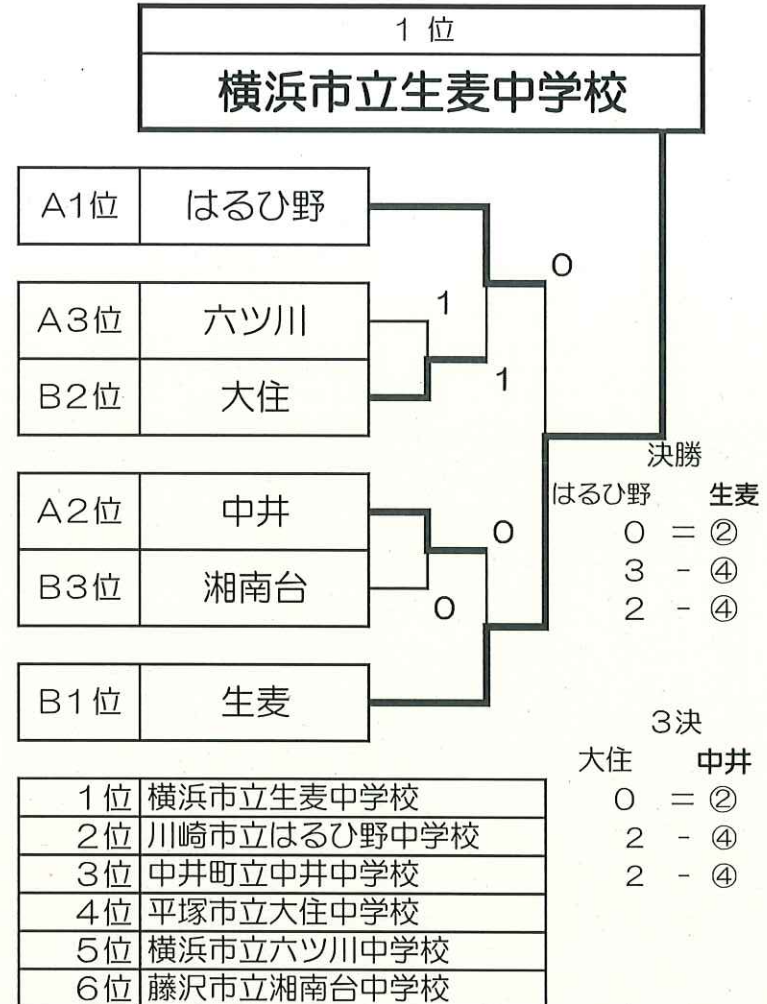 1位
横浜市立生麦中学校
A1位 はるひ野
0
A3位 六ツ川
1
B2位 大住
1
決勝
はるひ野 生麦
0 = ②
3 - ④
2 - ④
A2位 中井
0
B3位 湘南台
0
B1位 生麦
3決
大住 中井
0 = ②
2 - ④
2 - ④
1位 横浜市立生麦中学校
2位 川崎市立はるひ野中学校
3位 中井町立中井中学校
4位 平塚市立大住中学校
5位 横浜市立六ツ川中学校
6位 藤沢市立湘南台中学校